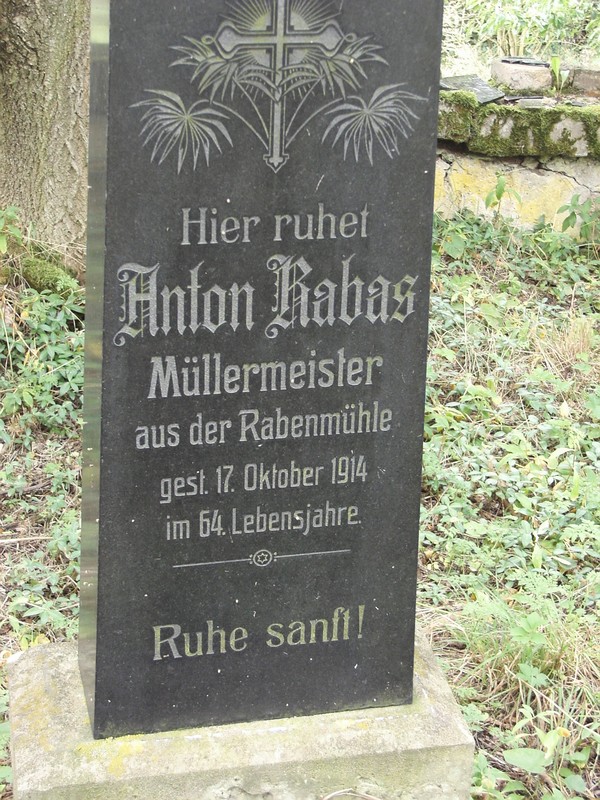 Hier ruhet
Anton Rabas
Müllermeister
aus der Rabenmühle
gest. 17. Oktober 1914
im 64. Lebensjahre.
Ruhe sanft!